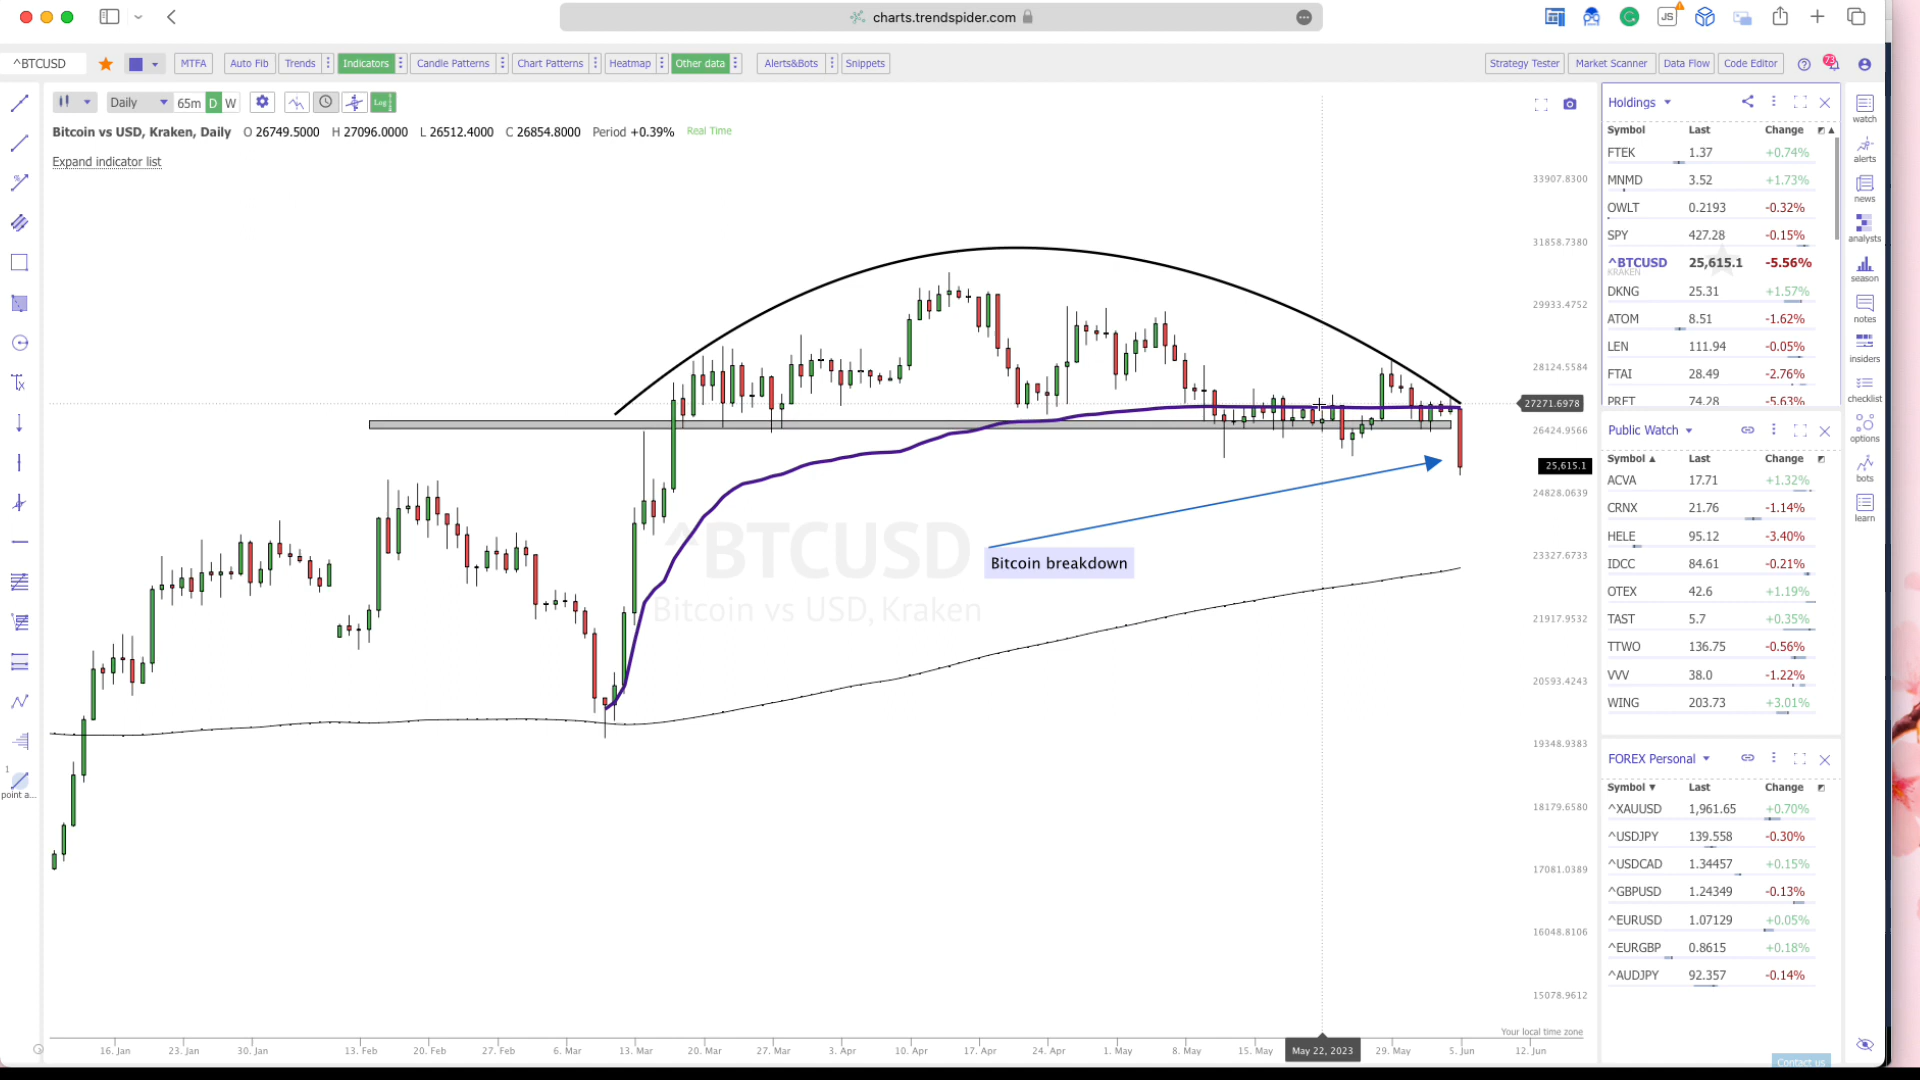 charts.trendspider.com
JS
^BTCUSD
MTFA
Auto Fib
Trends
Indicators
Candle Patterns
Chart Patterns
Heatmap
Other data
Alerts&Bots
Snippets
Strategy Tester
Market Scanner
Data Flow
Code Editor
73
Daily 65m D W
Log
Bitcoin vs USD, Kraken, Daily O 26749.5000 H 27096.0000 L 26512.4000 C 26854.8000 Period +0.39% Real Time
Expand indicator list
33907.8300
31858.7380
29933.4752
28124.5584
27271.6978
26424.9566
25,615.1
24828.0639
23327.6733
21917.9532
20593.4243
19348.9383
18179.6580
17081.0389
16048.8106
15078.9612
^BTCUSD
Bitcoin vs USD, Kraken
Bitcoin breakdown
Your local time zone
16. Jan 23. Jan 30. Jan 13. Feb 20. Feb 27. Feb 6. Mar 13. Mar 20. Mar 27. Mar 3. Apr 10. Apr 17. Apr 24. Apr 1. May 8. May 15. May May 22, 2023 29. May 5. Jun 12. Jun
1
point a...
Holdings
Symbol Last Change
FTEK 1.37 +0.74%
MNMD 3.52 +1.73%
OWLT 0.2193 -0.32%
SPY 427.28 -0.15%
^BTCUSD 25,615.1 -5.56%
KRAKEN
DKNG 25.31 +1.57%
ATOM 8.51 -1.62%
LEN 111.94 -0.05%
FTAI 28.49 -2.76%
PRFT 74.28 -5.63%
Public Watch
Symbol Last Change
ACVA 17.71 +1.32%
CRNX 21.76 -1.14%
HELE 95.12 -3.40%
IDCC 84.61 -0.21%
OTEX 42.6 +1.19%
TAST 5.7 +0.35%
TTWO 136.75 -0.56%
VVV 38.0 -1.22%
WING 203.73 +3.01%
FOREX Personal
Symbol Last Change
^XAUUSD 1,961.65 +0.70%
^USDJPY 139.558 -0.30%
^USDCAD 1.34457 +0.15%
^GBPUSD 1.24349 -0.13%
^EURUSD 1.07129 +0.05%
^EURGBP 0.8615 +0.18%
^AUDJPY 92.357 -0.14%
Contact us
watch
alerts
news
analysts
season
notes
insiders
checklist
options
bots
learn